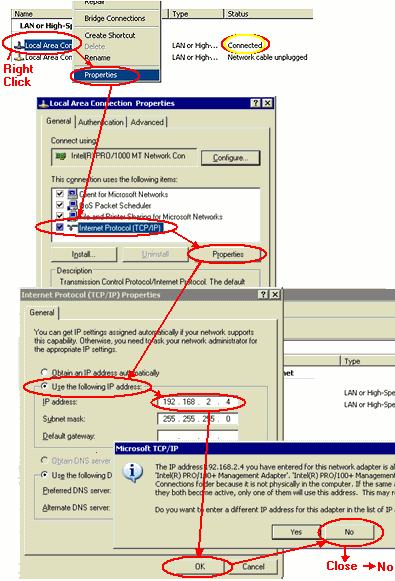 Repair
Name Type Status
Bridge Connections
LAN or High-Spe
Create Shortcut
Local Area Con Delete LAN or High-... Connected
Local Area Co Rename LAN or High-... Network cable unplugged
Right
Click
Properties
Local Area Connection Properties
General Authentication Advanced
Connect using:
Intel(R) PRO/1000 MT Network Con Configure...
This connection uses the following items:
Client for Microsoft Networks
QoS Packet Scheduler
File and Printer Sharing for Microsoft Networks
Internet Protocol (TCP/IP)
Install... Uninstall Properties
Description
Transmission Control Protocol/Internet Protocol. The default
Internet Protocol (TCP/IP) Properties
General
You can get IP settings assigned automatically if your network supports
this capability. Otherwise, you need to ask your network administrator for
the appropriate IP settings.
Obtain an IP address automatically
Use the following IP address:
IP address: 192 . 168 . 2 . 4
Subnet mask: 255 . 255 . 255 . 0
Default gateway: . . .
Type
net
LAN or High-Spe
LAN or High-Spe
Obtain DNS server
Use the following D
Preferred DNS server:
Alternate DNS server:
OK Cancel
Microsoft TCP/IP
The IP address 192.168.2.4 you have entered for this network adapter is al
'Intel(R) PRO/100+ Management Adapter'. 'Intel(R) PRO/100+ Manageme
Connections folder because it is not physically in the computer. If the same a
they both become active, only one of them will use this address. This may r
Do you want to enter a different IP address for this adapter in the list of IP
Yes No
Close No